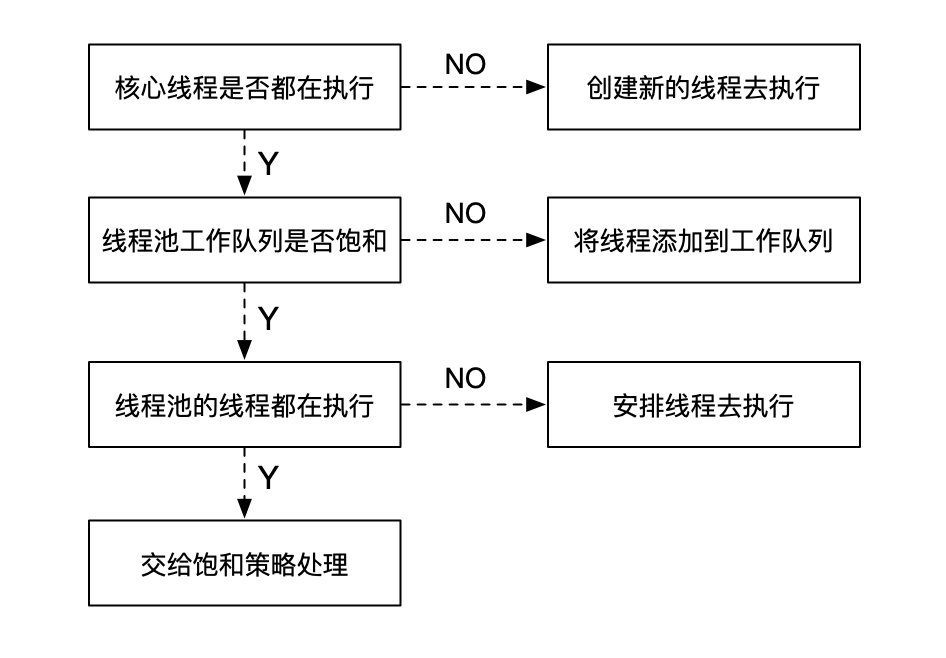 核心线程是否都在执行
NO
创建新的线程去执行
Y
线程池工作队列是否饱和
NO
将线程添加到工作队列
Y
线程池的线程都在执行
NO
安排线程去执行
Y
交给饱和策略处理